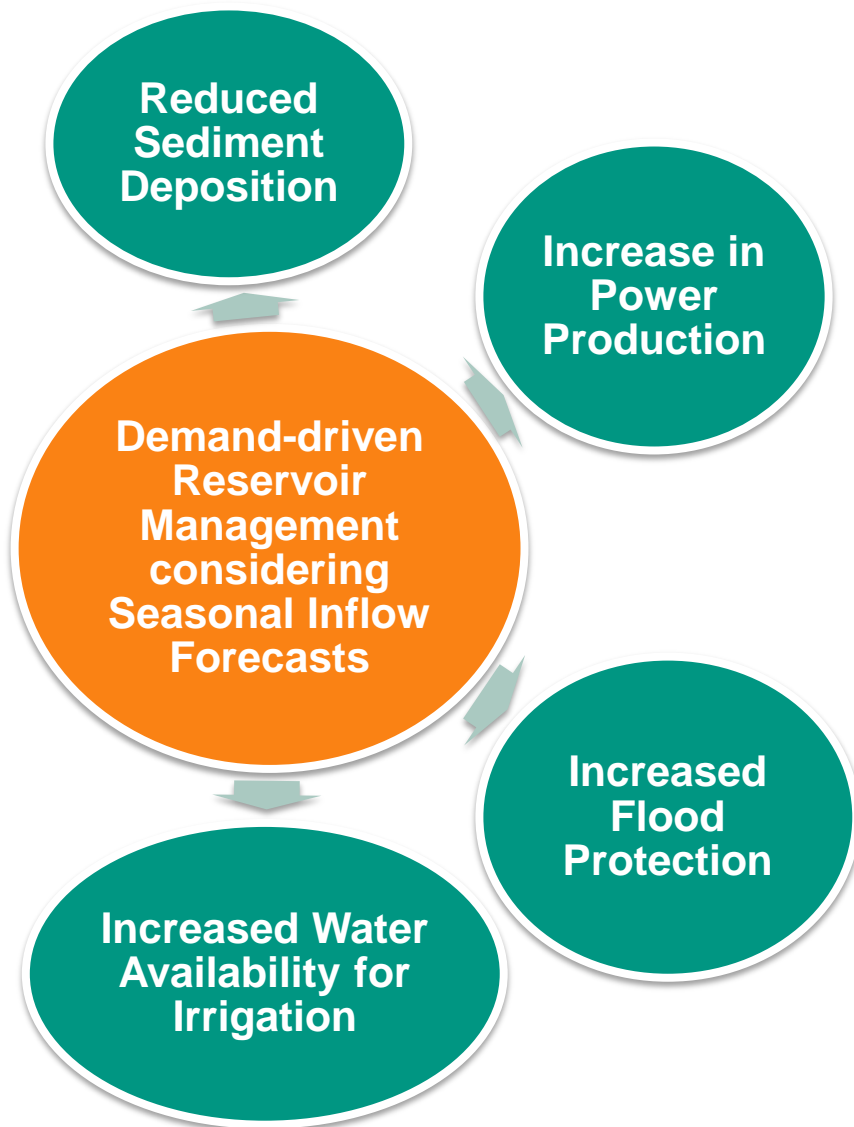 Reduced
Sediment
Deposition
Increase in
Power
Production
Demand-driven
Reservoir
Management
considering
Seasonal Inflow
Forecasts
Increased
Flood
Protection
Increased Water
Availability for
Irrigation